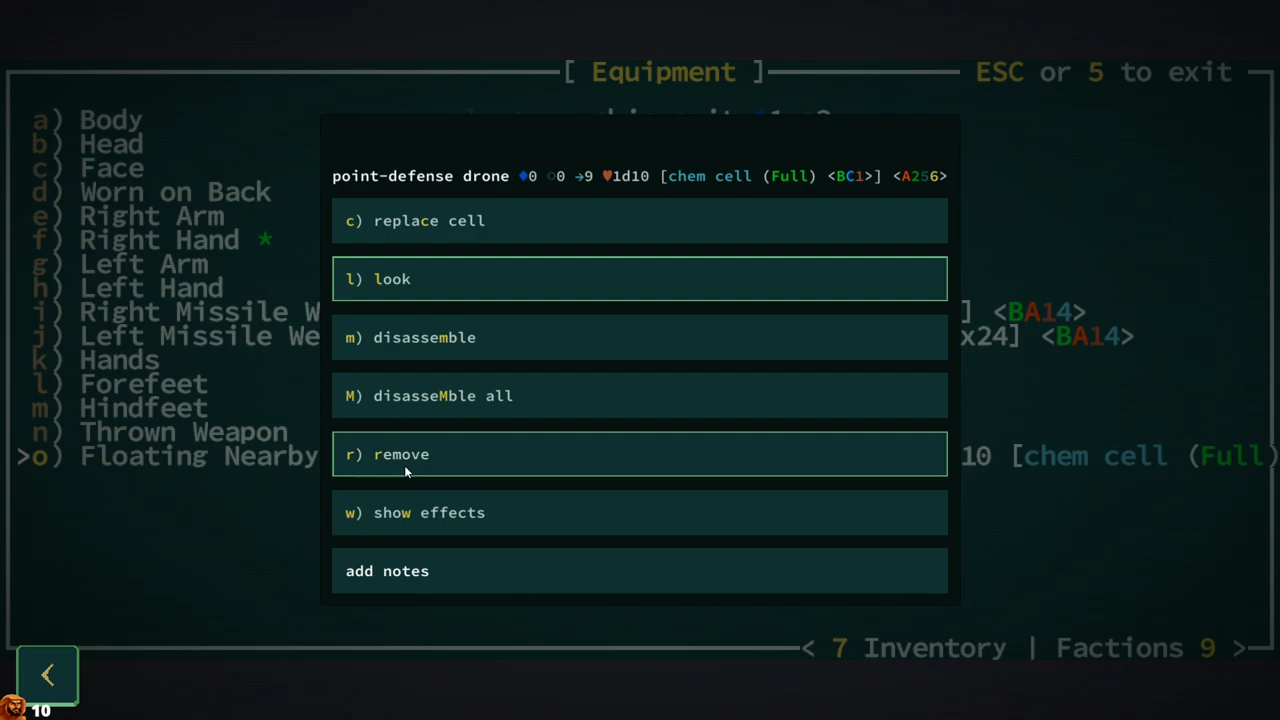 [ Equipment ]
ESC or 5 to exit
a) Body
b) Head
c) Face
d) Worn on Back
e) Right Arm
f) Right Hand *
g) Left Arm
h) Left Hand
i) Right Missile W
] <BA14>
j) Left Missile We
x24] <BA14>
k) Hands
l) Forefeet
m) Hindfeet
n) Thrown Weapon
>o) Floating Nearby
10 [chem cell (Full)
point-defense drone ♦0 ○0 →9 ♥1d10 [chem cell (Full) <BC1>] <A256>
c) replace cell
l) look
m) disassemble
M) disasseMble all
r) remove
w) show effects
add notes
< 7 Inventory | Factions 9 >
<
10